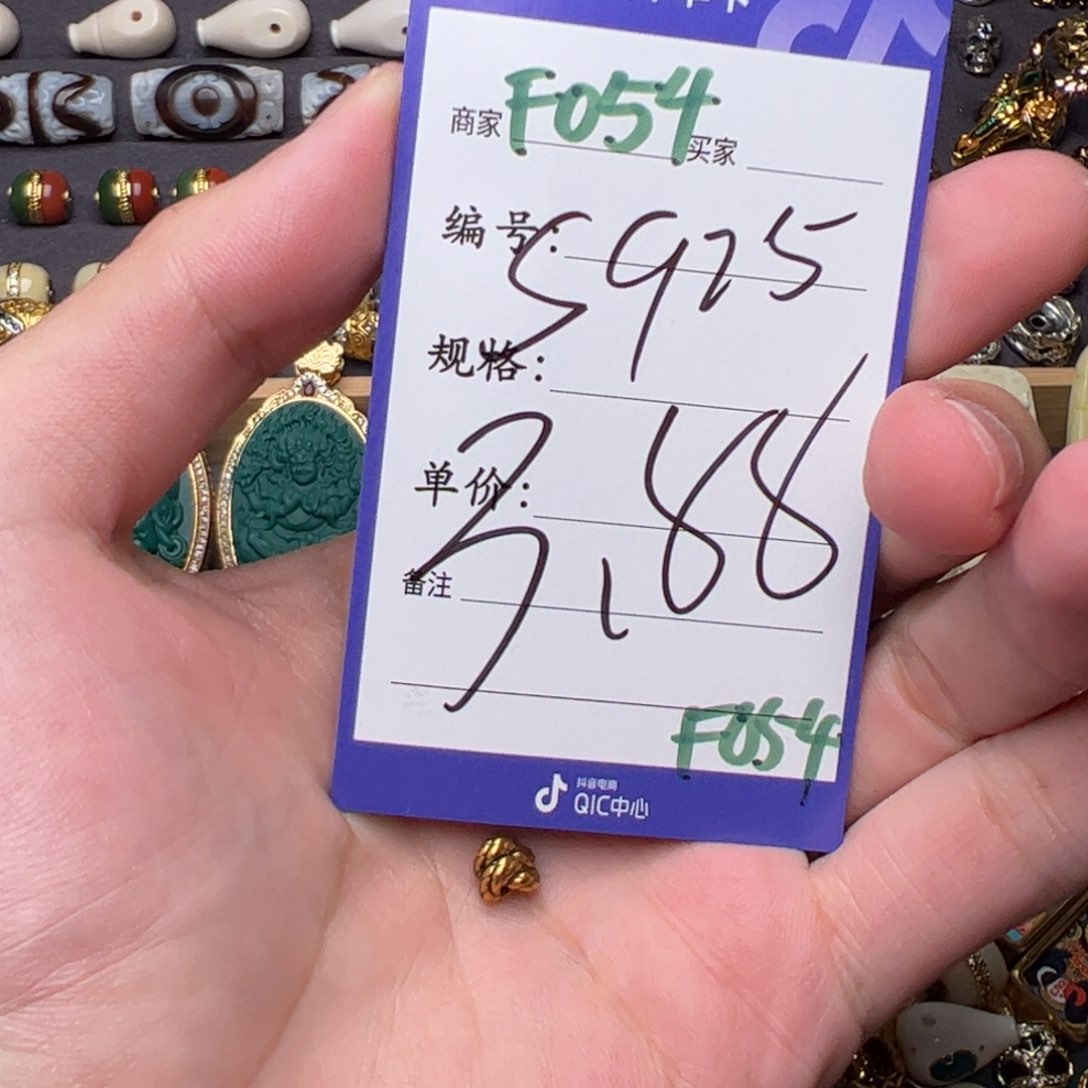 商家 F054 买家
编号: S925
规格:
单价: 3.88
备注
F054
抖音电商
QIC中心